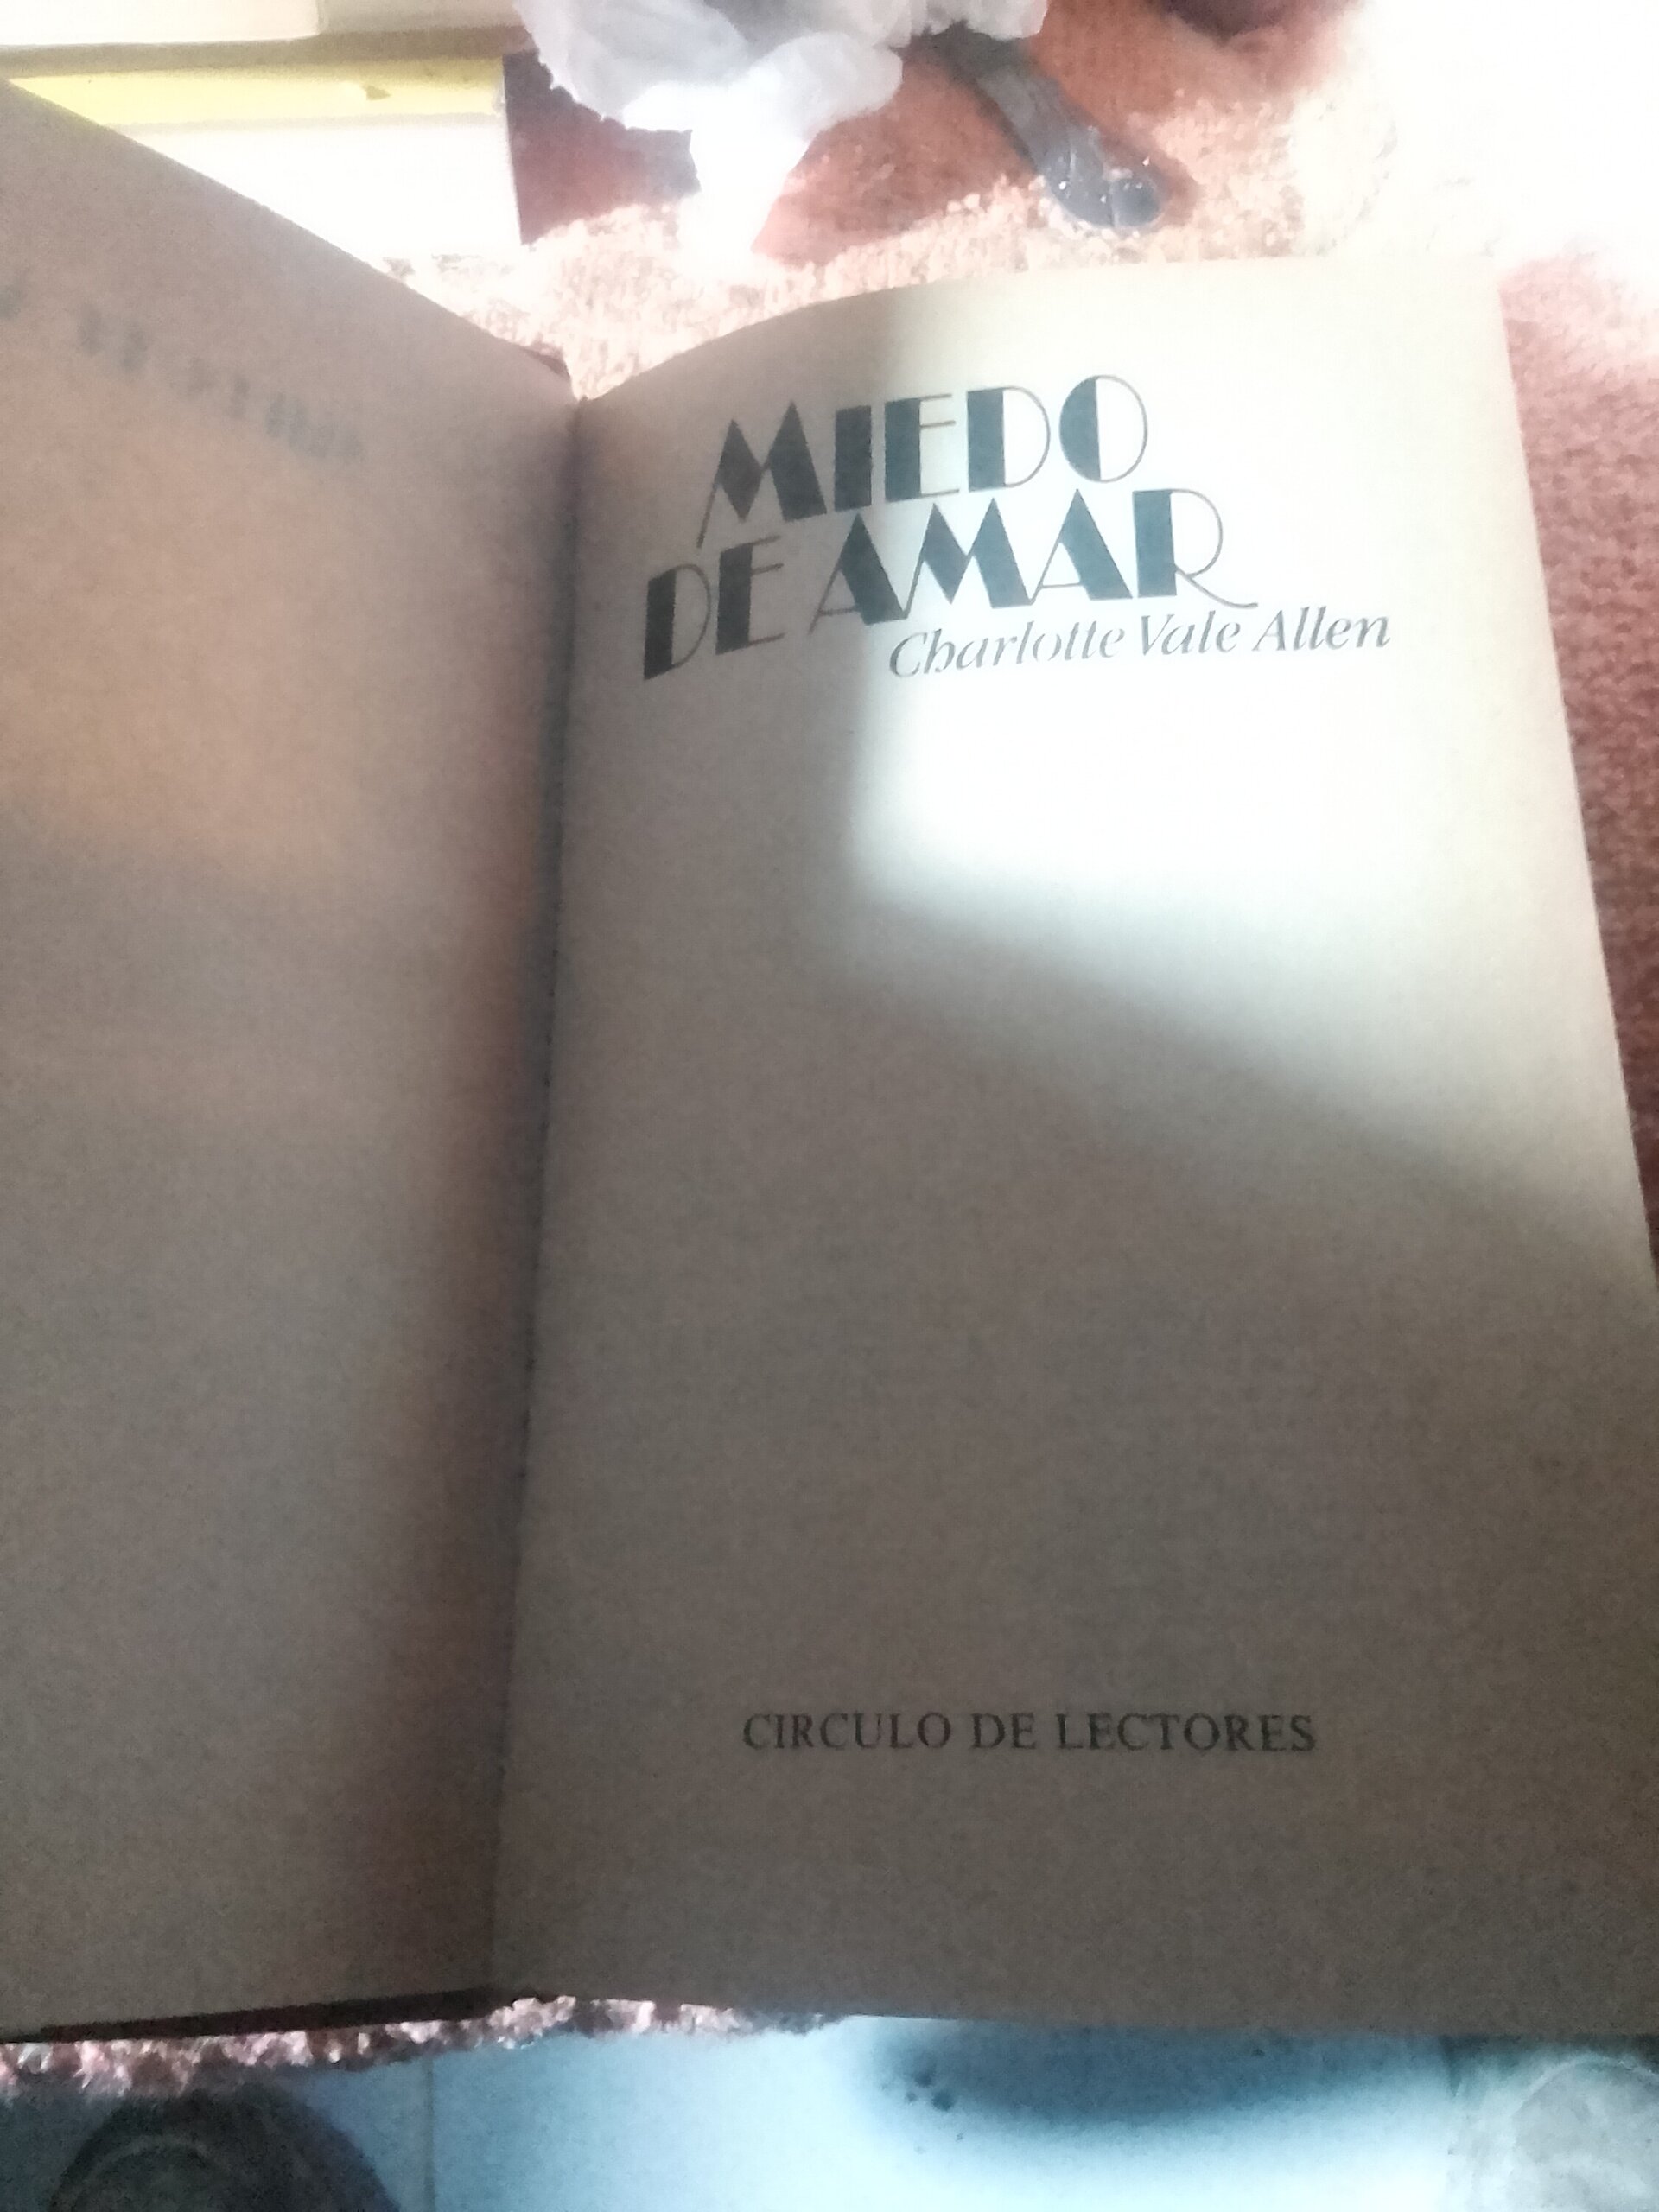 MIEDO
DE AMAR
Charlotte Vale Allen
CIRCULO DE LECTORES